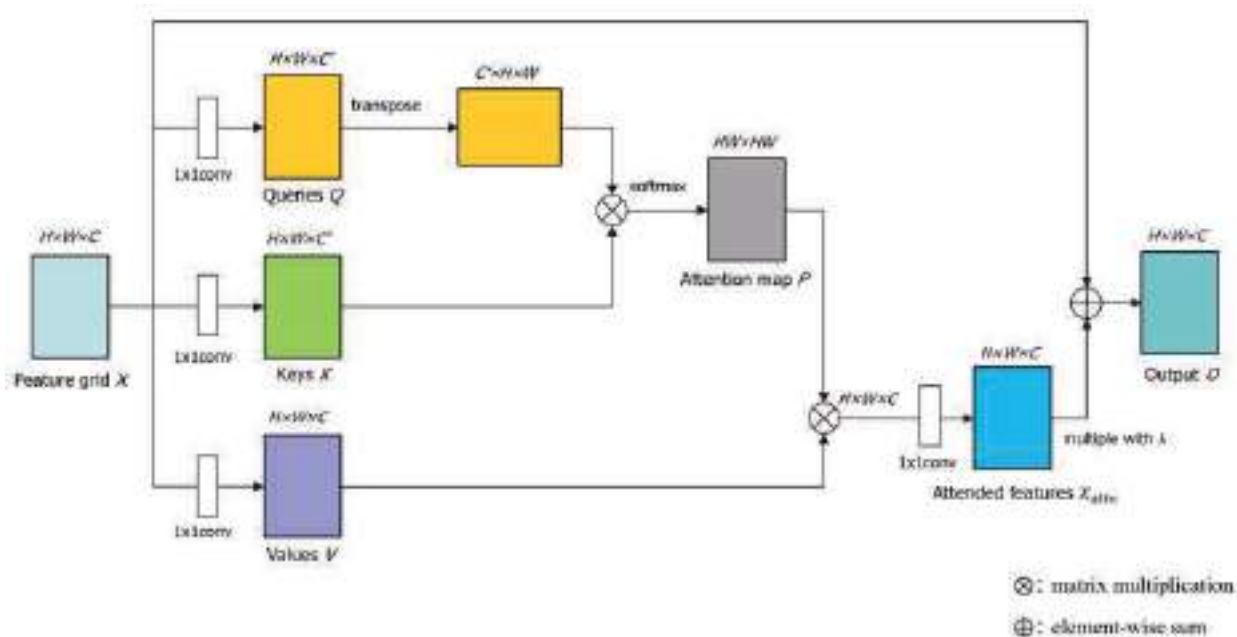 H×W×C'
C'×H×W
transpose
1x1conv
Queries Q
HW×HW
softmax
Attention map P
H×W×C
Feature grid X
H×W×C'
1x1conv
Keys K
H×W×C
Output O
H×W×C
1x1conv
Values V
H×W×C
1x1conv
H×W×C
Attended features Xattn
multiple with λ
⊗: matrix multiplication
⊕: element-wise sum